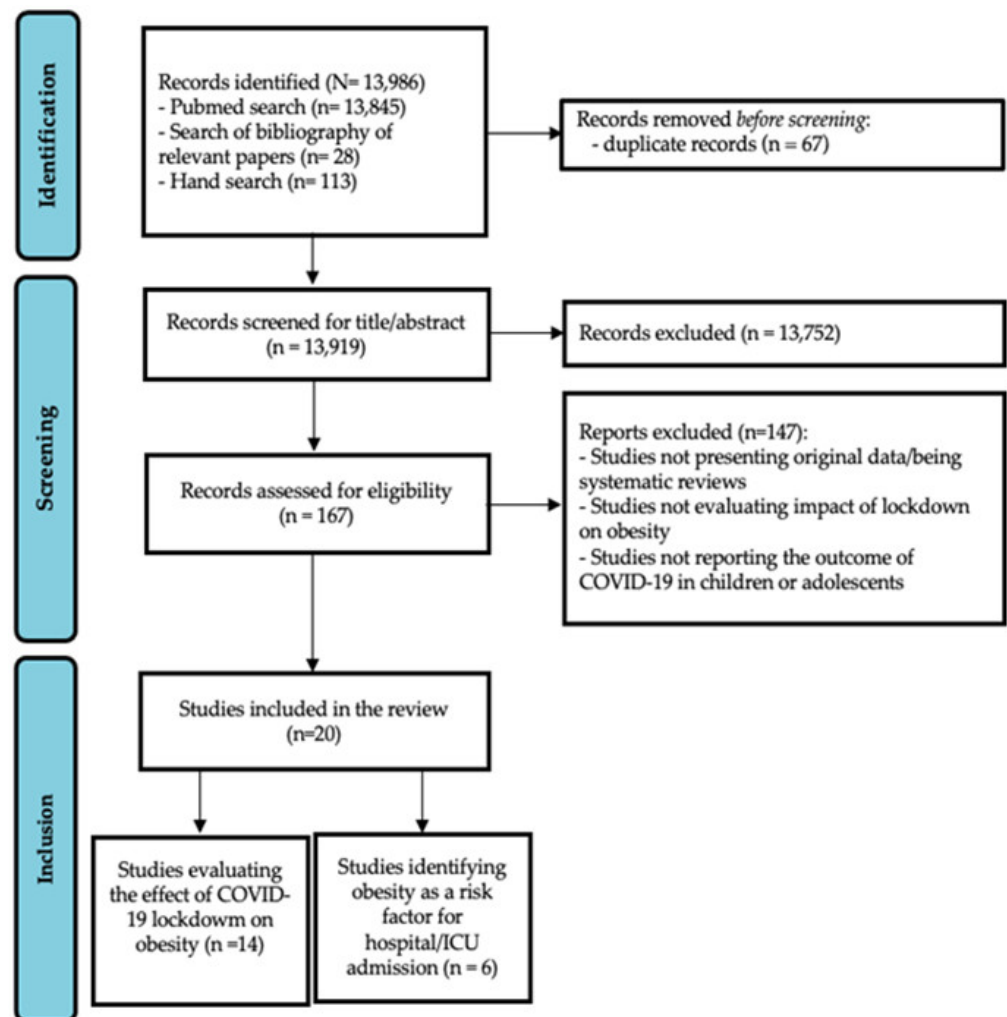 Identification
Records identified (N= 13,986)
- Pubmed search (n= 13,845)
- Search of bibliography of
relevant papers (n= 28)
- Hand search (n= 113)
Records removed before screening:
- duplicate records (n = 67)
Screening
Records screened for title/abstract
(n = 13,919)
Records excluded (n = 13,752)
Records assessed for eligibility
(n = 167)
Reports excluded (n=147):
- Studies not presenting original data/being
systematic reviews
- Studies not evaluating impact of lockdown
on obesity
- Studies not reporting the outcome of
COVID-19 in children or adolescents
Inclusion
Studies included in the review
(n=20)
Studies evaluating
the effect of COVID-
19 lockdowm on
obesity (n =14)
Studies identifying
obesity as a risk
factor for
hospital/ICU
admission (n = 6)